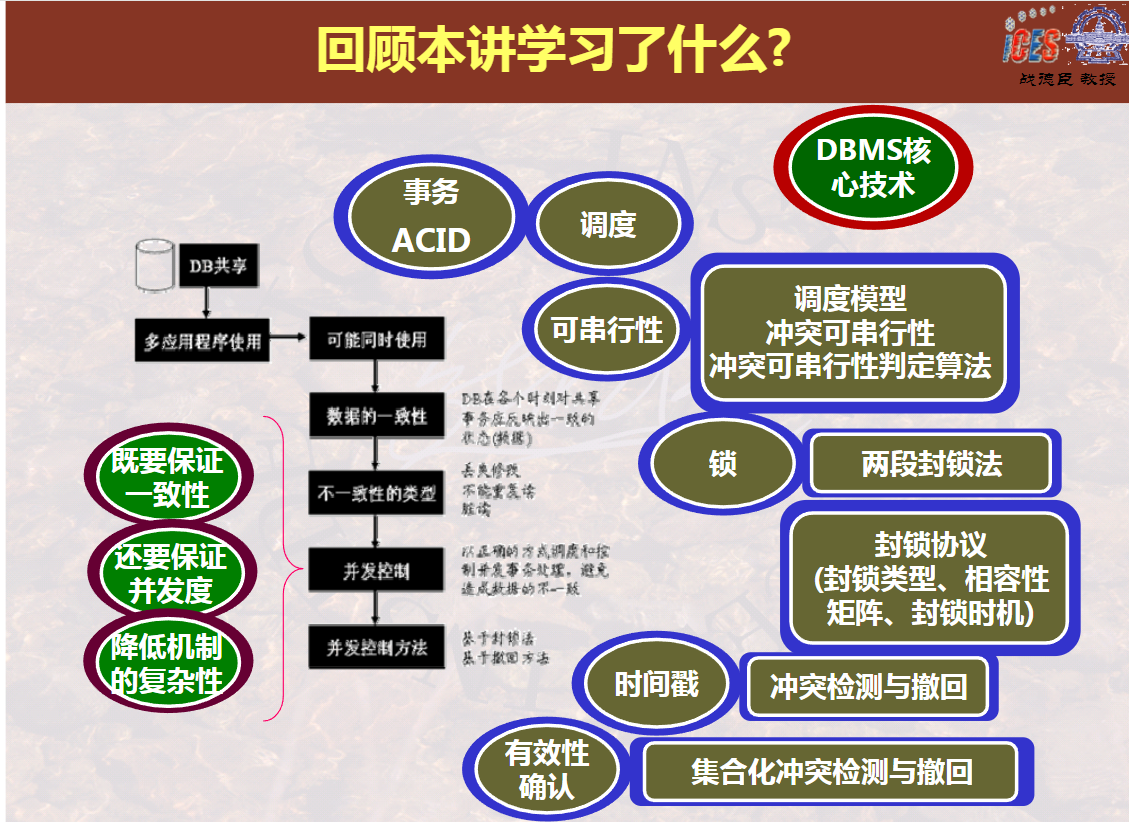 回顾本讲学习了什么?
iCES
战德臣 教授
DBMS核
心技术
事务
ACID
调度
DB共享
多应用程序使用
可能同时使用
可串行性
调度模型
冲突可串行性
冲突可串行性判定算法
数据的一致性
DB在各个时刻对共享
事务应反映出一致的
状态(数据)
既要保证
一致性
锁
两段封锁法
不一致性的类型
丢失修改
不能重复读
脏读
还要保证
并发度
并发控制
以正确的方式调度和控
制并发事务处理，避免
造成数据的不一致
封锁协议
(封锁类型、相容性
矩阵、封锁时机)
降低机制
的复杂性
并发控制方法
基于封锁法
基于撤回方法
时间戳
冲突检测与撤回
有效性
确认
集合化冲突检测与撤回